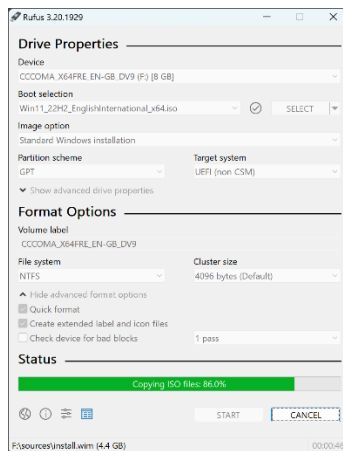 Rufus 3.20.1929
Drive Properties
Device
CCCOMA_X64FRE_EN-GB_DV9 (F:) [8 GB]
Boot selection
Win11_22H2_EnglishInternational_x64.iso
SELECT
Image option
Standard Windows installation
Partition scheme
Target system
GPT
UEFI (non CSM)
Show advanced drive properties
Format Options
Volume label
CCCOMA_X64FRE_EN-GB_DV9
File system
Cluster size
NTFS
4096 bytes (Default)
Hide advanced format options
Quick format
Create extended label and icon files
Check device for bad blocks
1 pass
Status
Copying ISO files: 86.0%
START
CANCEL
F:\sources\install.wim (4.4 GB)
00:00:46